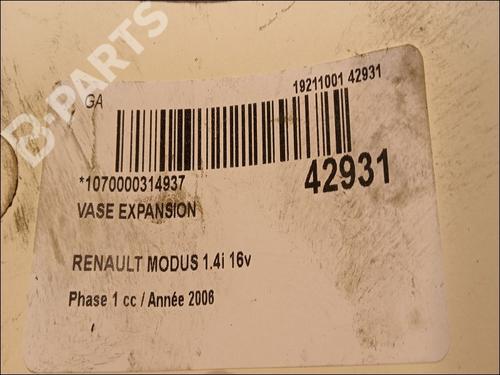 B-PARTS
GA
19211001 42931
*1070000314937
42931
VASE EXPANSION
RENAULT MODUS 1.4i 16v
Phase 1 cc / Année 2006